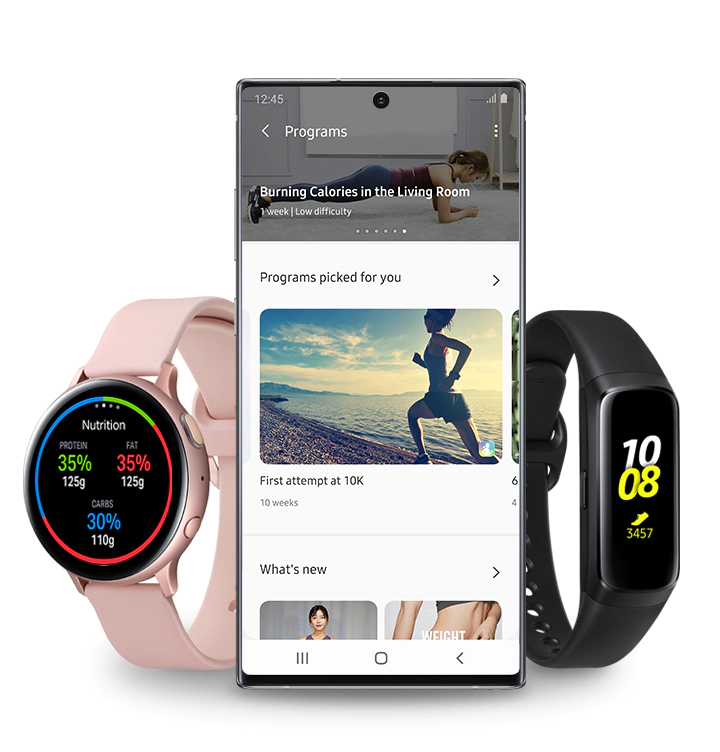 12:45
Programs
Burning Calories in the Living Room
1 week | Low difficulty
Programs picked for you
First attempt at 10K
10 weeks
6
4
What's new
WEIGHT
Nutrition
PROTEIN FAT
35% 35%
125g 125g
CARBS
30%
110g
10
08
3457